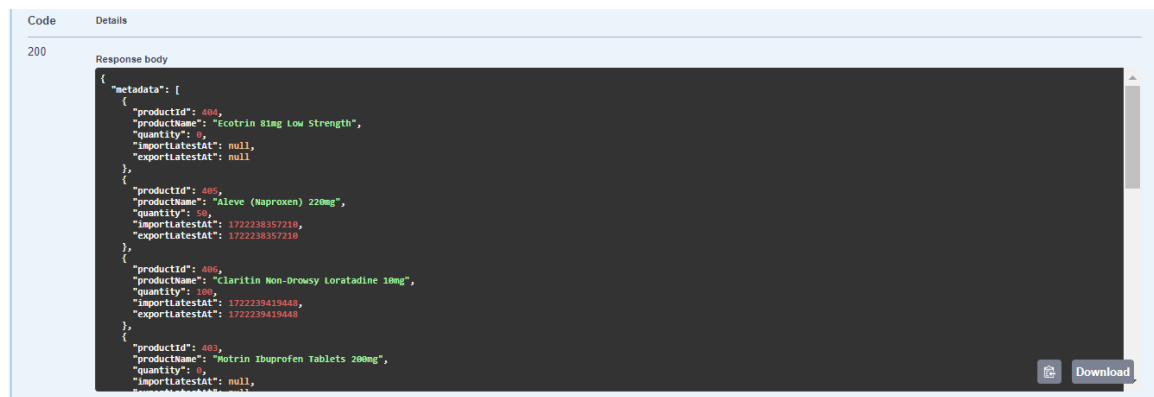 Code Details
200
Response body
{
"metadata": [
{
"productId": 404,
"productName": "Ecotrin 81mg Low Strength",
"quantity": 0,
"importLatestAt": null,
"exportLatestAt": null
},
{
"productId": 405,
"productName": "Aleve (Naproxen) 220mg",
"quantity": 50,
"importLatestAt": 1722238357210,
"exportLatestAt": 1722238357210
},
{
"productId": 406,
"productName": "Claritin Non-Drowsy Loratadine 10mg",
"quantity": 100,
"importLatestAt": 1722239419448,
"exportLatestAt": 1722239419448
},
{
"productId": 403,
"productName": "Motrin Ibuprofen Tablets 200mg",
"quantity": 0,
"importLatestAt": null,
Download